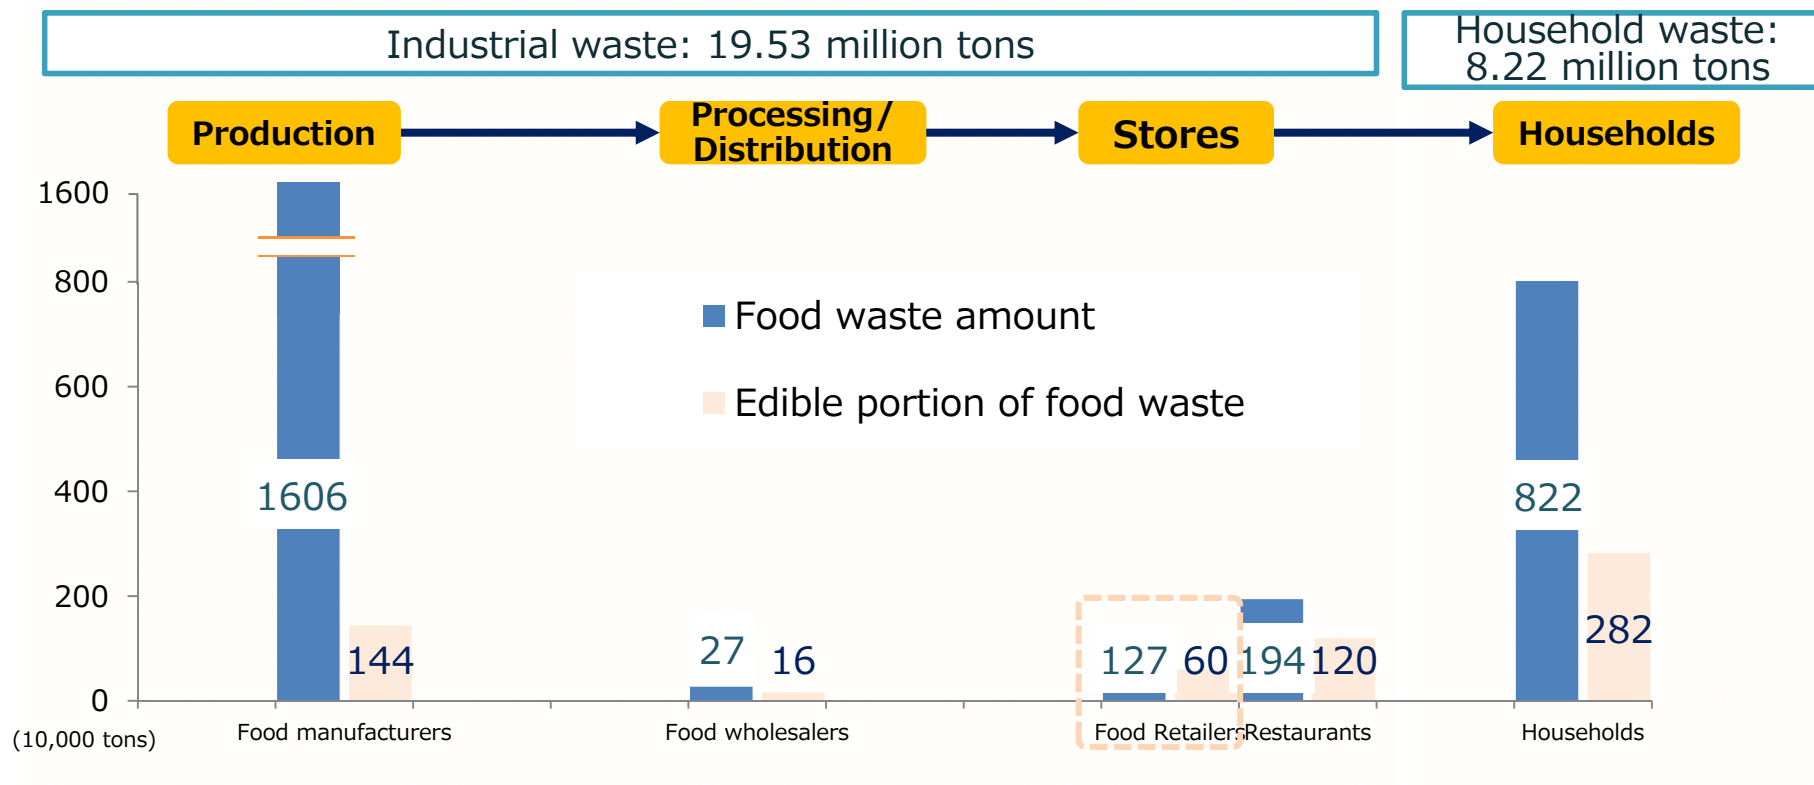 Industrial waste: 19.53 million tons
Household waste:
8.22 million tons
Production
Processing/
Distribution
Stores
Households
1600
800
600
400
200
0
(10,000 tons)
Food waste amount
Edible portion of food waste
1606
144
27
16
127
60
194
120
822
282
Food manufacturers
Food wholesalers
Food Retailers
Restaurants
Households